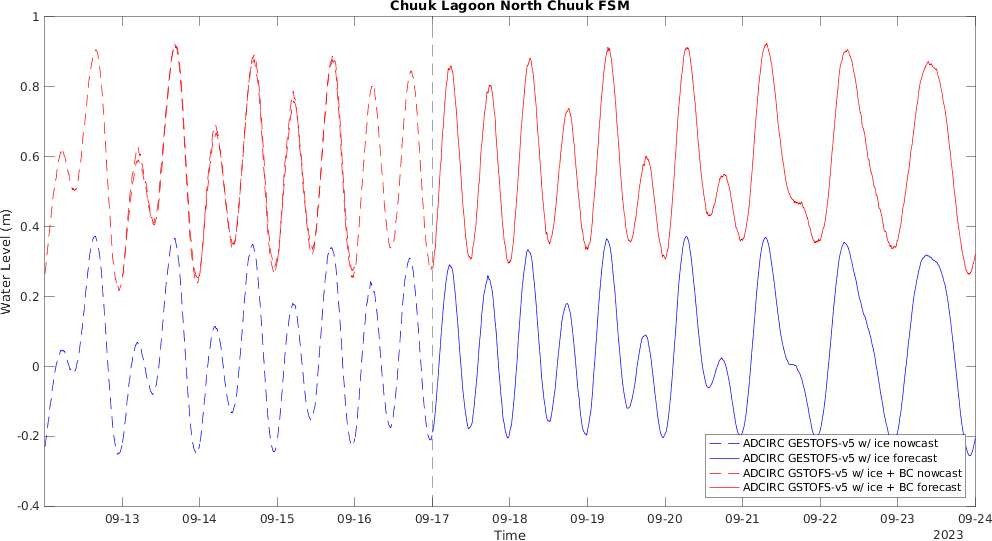 Chuuk Lagoon North Chuuk FSM
Water Level (m)
1
0.8
0.6
0.4
0.2
0
-0.2
-0.4
09-13 09-14 09-15 09-16 09-17 09-18 09-19 09-20 09-21 09-22 09-23 09-24
Time
2023
ADCIRC GESTOFS-v5 w/ ice nowcast
ADCIRC GESTOFS-v5 w/ ice forecast
ADCIRC GSTOFS-v5 w/ ice + BC nowcast
ADCIRC GSTOFS-v5 w/ ice + BC forecast